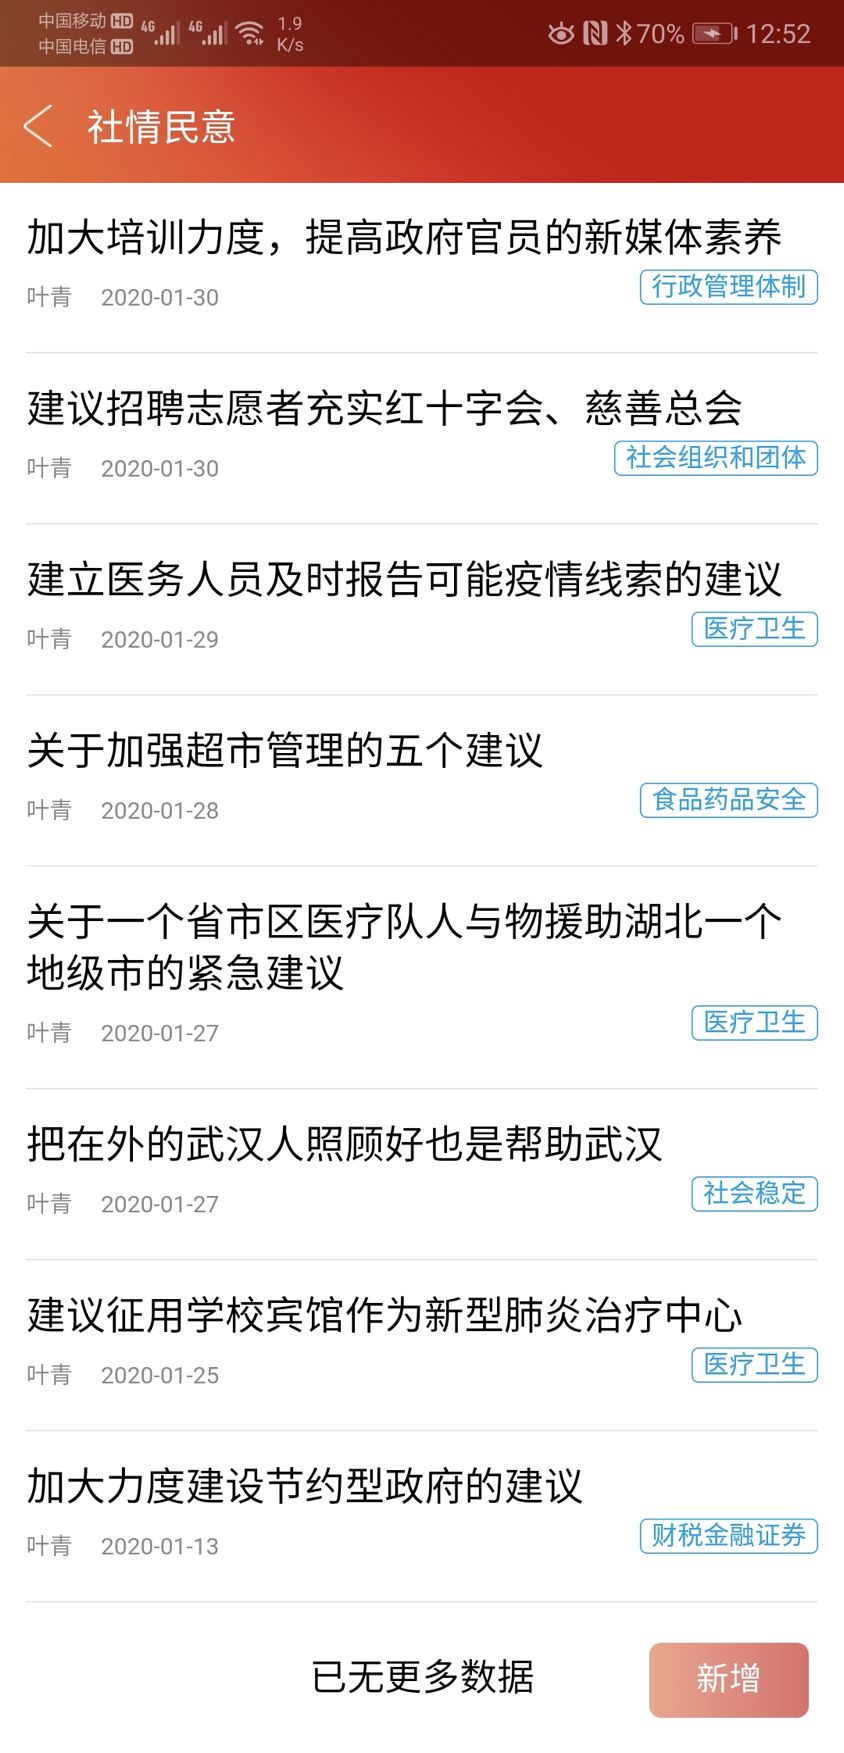 中国移动 HD 4G 4G 1.9 70% 12:52
中国电信 HD K/s
社情民意
加大培训力度，提高政府官员的新媒体素养
叶青 2020-01-30 行政管理体制
建议招聘志愿者充实红十字会、慈善总会
叶青 2020-01-30 社会组织和团体
建立医务人员及时报告可能疫情线索的建议
叶青 2020-01-29 医疗卫生
关于加强超市管理的五个建议
叶青 2020-01-28 食品药品安全
关于一个省市区医疗队人与物援助湖北一个
地级市的紧急建议
叶青 2020-01-27 医疗卫生
把在外的武汉人照顾好也是帮助武汉
叶青 2020-01-27 社会稳定
建议征用学校宾馆作为新型肺炎治疗中心
叶青 2020-01-25 医疗卫生
加大力度建设节约型政府的建议
叶青 2020-01-13 财税金融证券
已无更多数据 新增